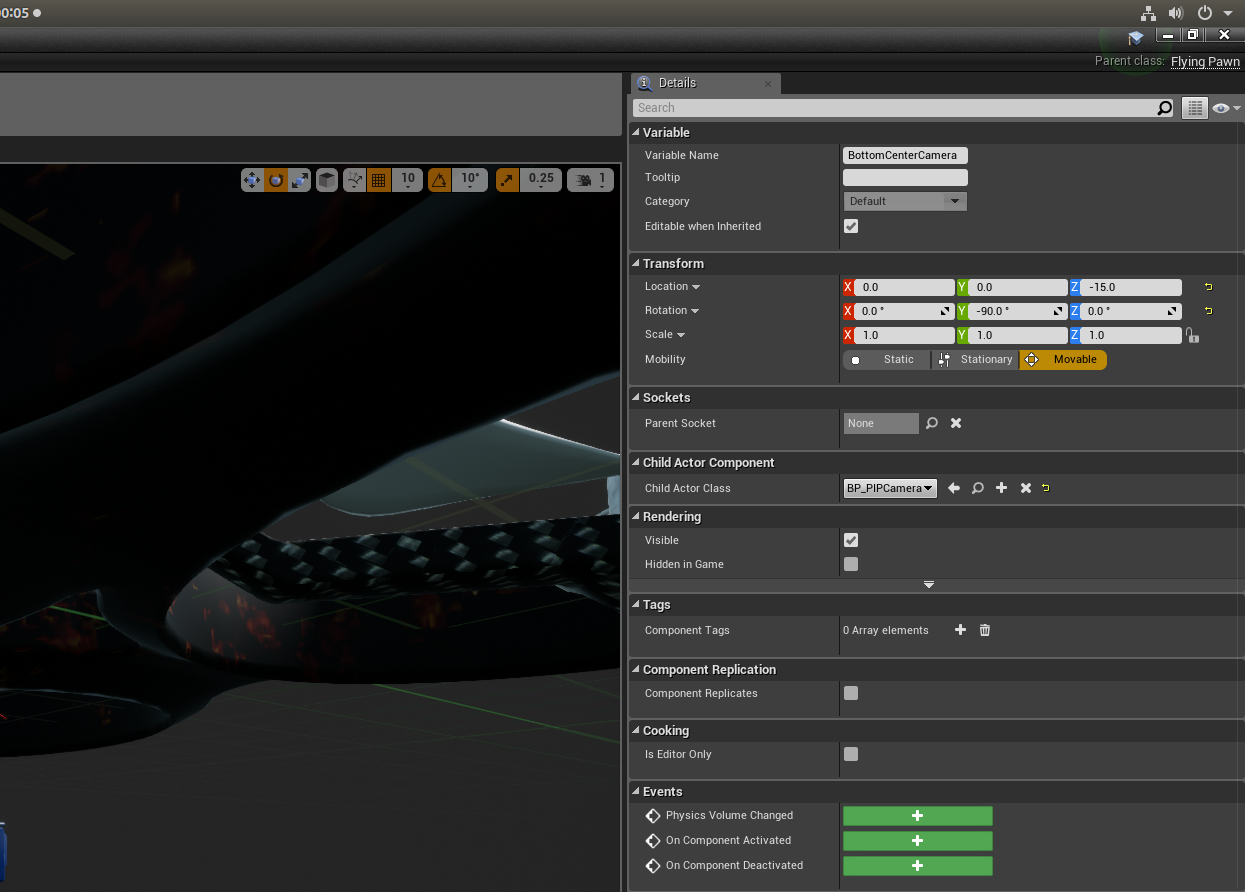 0:05
Parent class: Flying Pawn
Details
Search
Variable
Variable Name BottomCenterCamera
Tooltip
Category Default
Editable when Inherited
10 10° 0.25 1
Transform
Location X 0.0 Y 0.0 Z -15.0
Rotation X 0.0 ° Y -90.0 ° Z 0.0 °
Scale X 1.0 Y 1.0 Z 1.0
Mobility Static Stationary Movable
Sockets
Parent Socket None
Child Actor Component
Child Actor Class BP_PIPCamera
Rendering
Visible
Hidden in Game
Tags
Component Tags 0 Array elements
Component Replication
Component Replicates
Cooking
Is Editor Only
Events
Physics Volume Changed
On Component Activated
On Component Deactivated